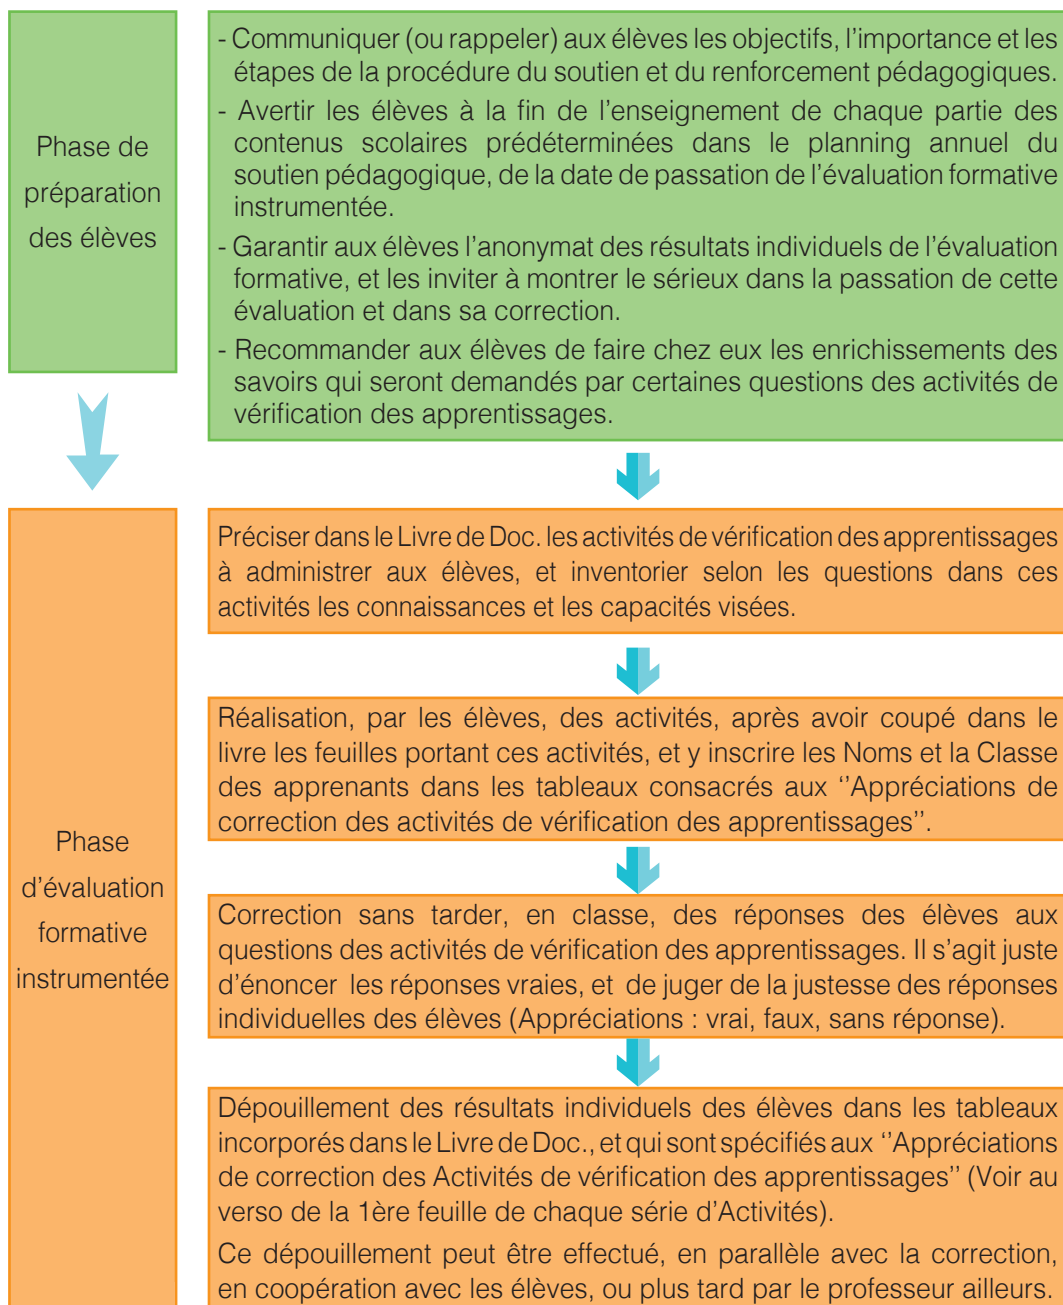 Phase de
préparation
des élèves
- Communiquer (ou rappeler) aux élèves les objectifs, l'importance et les
étapes de la procédure du soutien et du renforcement pédagogiques.
- Avertir les élèves à la fin de l'enseignement de chaque partie des
contenus scolaires prédéterminées dans le planning annuel du
soutien pédagogique, de la date de passation de l'évaluation formative
instrumentée.
- Garantir aux élèves l'anonymat des résultats individuels de l'évaluation
formative, et les inviter à montrer le sérieux dans la passation de cette
évaluation et dans sa correction.
- Recommander aux élèves de faire chez eux les enrichissements des
savoirs qui seront demandés par certaines questions des activités de
vérification des apprentissages.
Phase
d'évaluation
formative
instrumentée
Préciser dans le Livre de Doc. les activités de vérification des apprentissages
à administrer aux élèves, et inventorier selon les questions dans ces
activités les connaissances et les capacités visées.
Réalisation, par les élèves, des activités, après avoir coupé dans le
livre les feuilles portant ces activités, et y inscrire les Noms et la Classe
des apprenants dans les tableaux consacrés aux ''Appréciations de
correction des activités de vérification des apprentissages''.
Correction sans tarder, en classe, des réponses des élèves aux
questions des activités de vérification des apprentissages. Il s'agit juste
d'énoncer les réponses vraies, et de juger de la justesse des réponses
individuelles des élèves (Appréciations : vrai, faux, sans réponse).
Dépouillement des résultats individuels des élèves dans les tableaux
incorporés dans le Livre de Doc., et qui sont spécifiés aux ''Appréciations
de correction des Activités de vérification des apprentissages'' (Voir au
verso de la 1ère feuille de chaque série d'Activités).
Ce dépouillement peut être effectué, en parallèle avec la correction,
en coopération avec les élèves, ou plus tard par le professeur ailleurs.